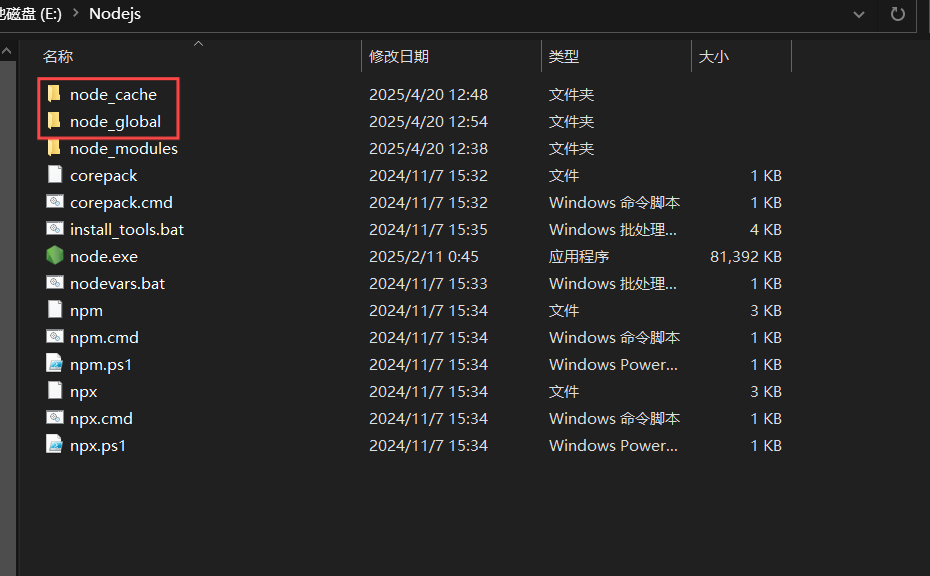 他磁盘 (E:) > Nodejs
名称 修改日期 类型 大小
node_cache 2025/4/20 12:48 文件夹
node_global 2025/4/20 12:54 文件夹
node_modules 2025/4/20 12:38 文件夹
corepack 2024/11/7 15:32 文件 1 KB
corepack.cmd 2024/11/7 15:32 Windows 命令脚本 1 KB
install_tools.bat 2024/11/7 15:35 Windows 批处理... 4 KB
node.exe 2025/2/11 0:45 应用程序 81,392 KB
nodevars.bat 2024/11/7 15:33 Windows 批处理... 1 KB
npm 2024/11/7 15:34 文件 3 KB
npm.cmd 2024/11/7 15:34 Windows 命令脚本 1 KB
npm.ps1 2024/11/7 15:34 Windows Power... 1 KB
npx 2024/11/7 15:34 文件 3 KB
npx.cmd 2024/11/7 15:34 Windows 命令脚本 1 KB
npx.ps1 2024/11/7 15:34 Windows Power... 1 KB